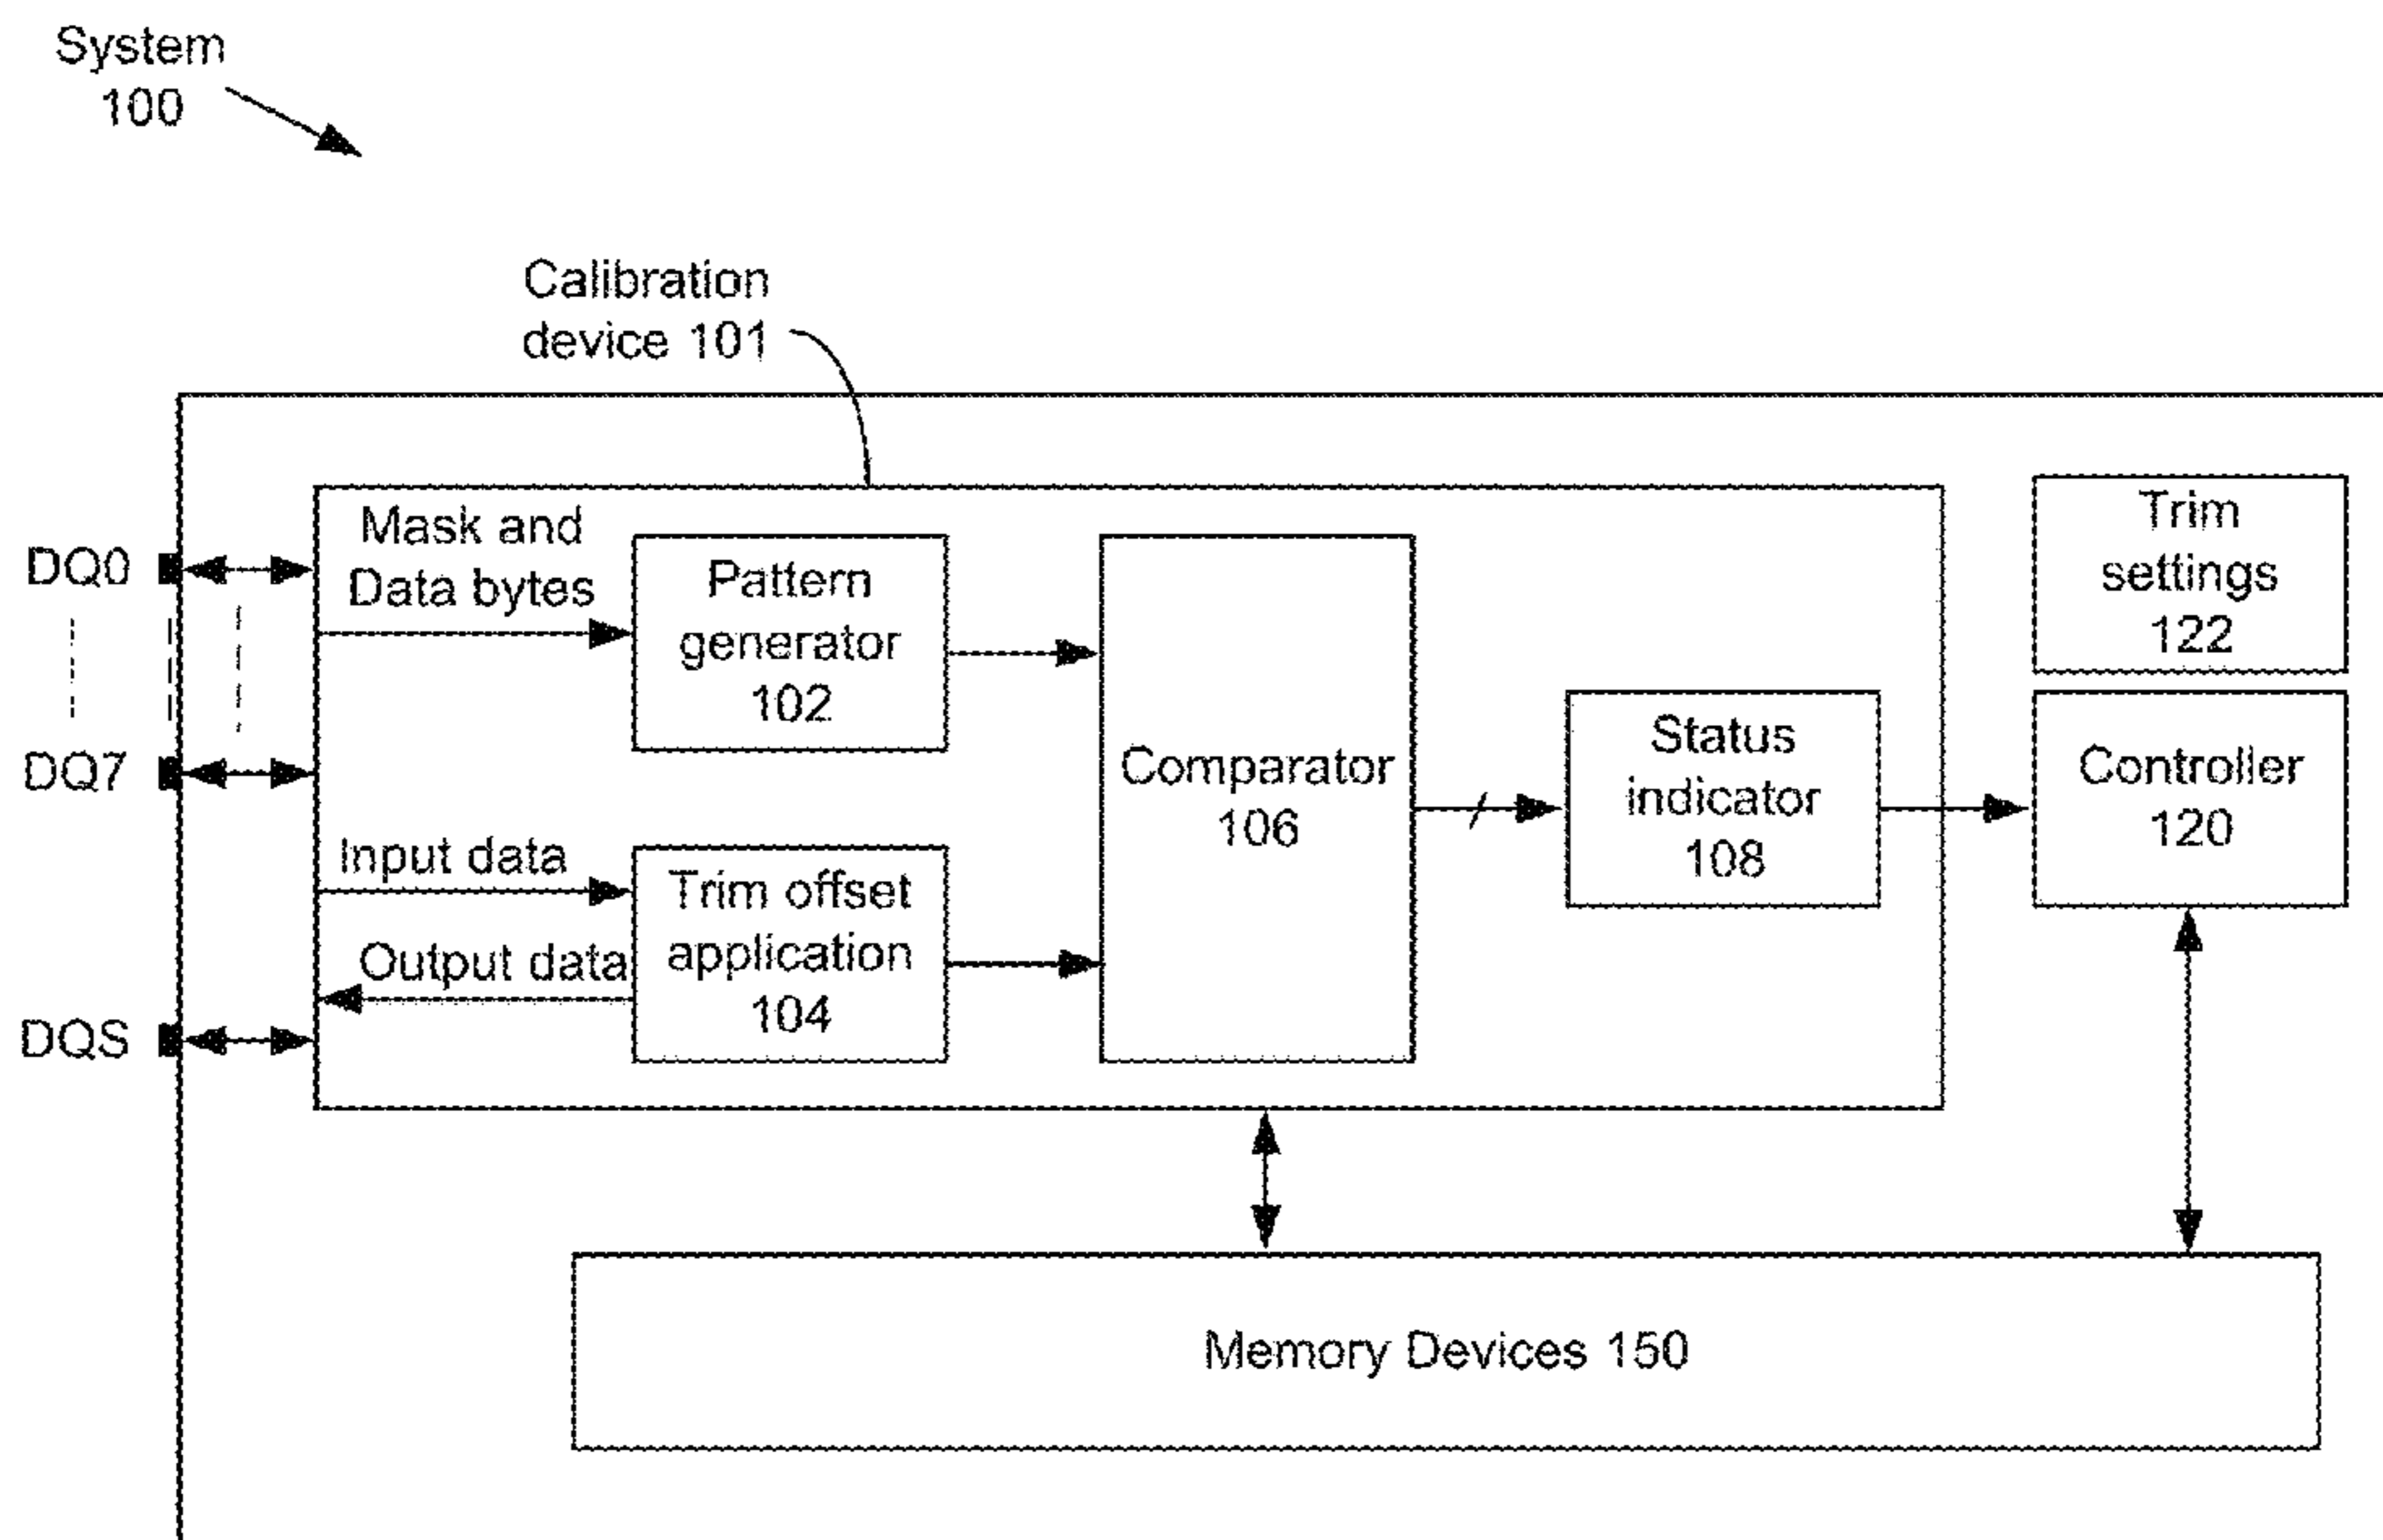 System
100
Calibration
device 101
Mask and
Data bytes
Pattern
generator
102
Trim
settings
122
DQ0
DQ7
Comparator
106
Status
indicator
108
Controller
120
Input data
Output data
Trim offset
application
104
DQS
Memory Devices 150